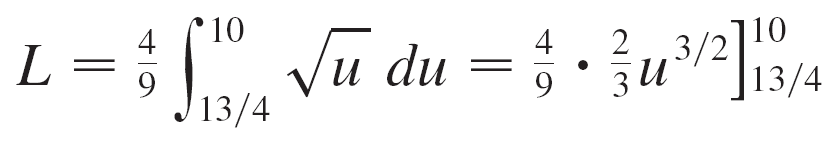 L = 4/9 ∫_{13/4}^{10} √u du = 4/9 · 2/3 u^{3/2}]_{13/4}^{10}